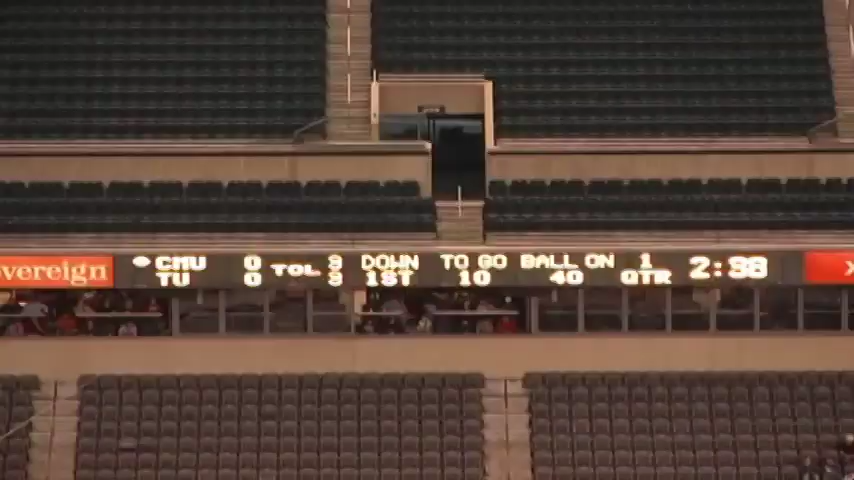 overeign
CMU 0 TOL 3 DOWN TO GO BALL ON 1
TU 0 3 1ST 10 40 QTR 2:38